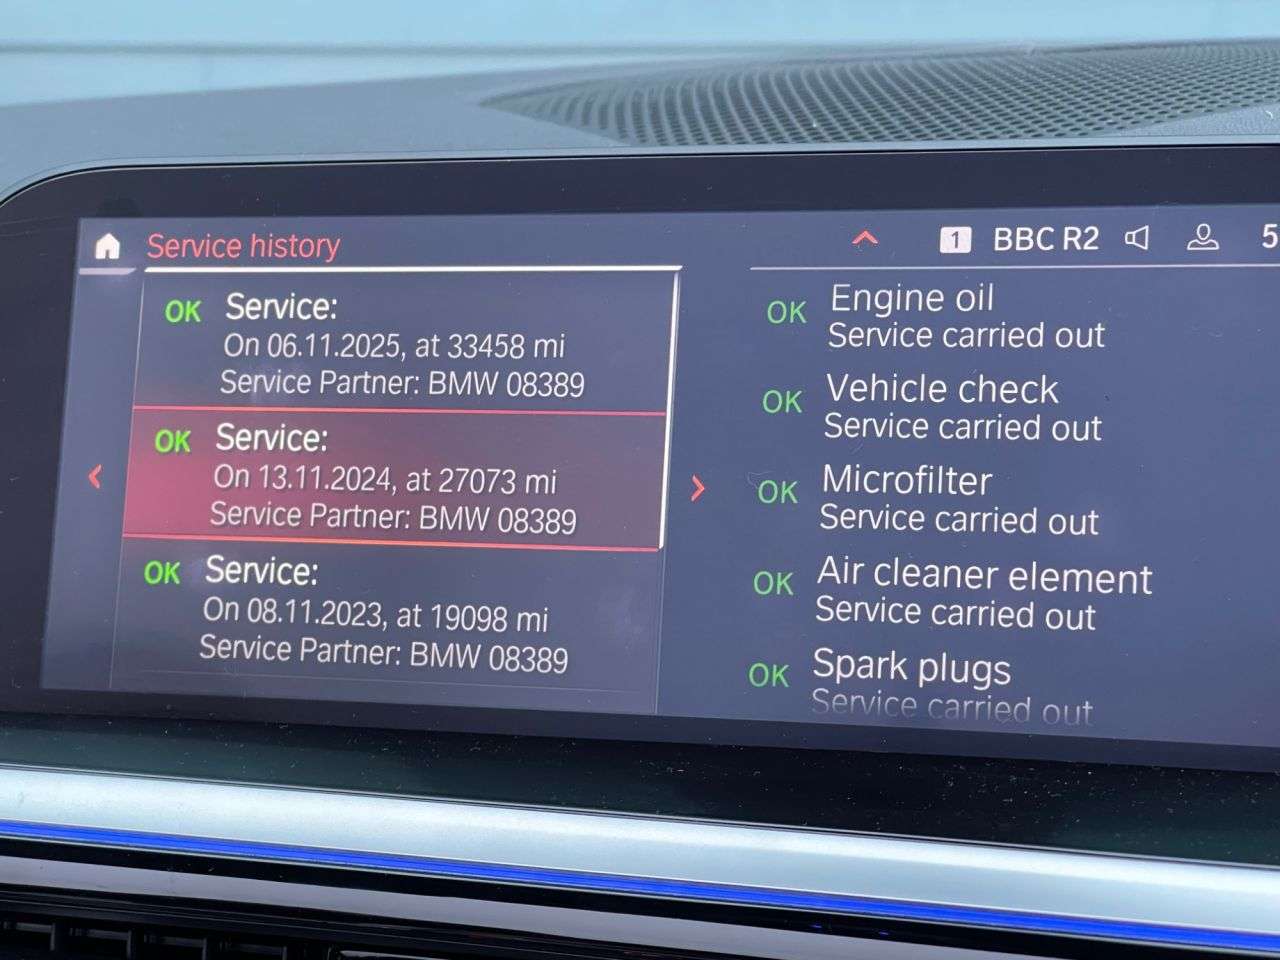 Service history
1 BBC R2 5
OK Service:
On 06.11.2025, at 33458 mi
Service Partner: BMW 08389
OK Service:
On 13.11.2024, at 27073 mi
Service Partner: BMW 08389
OK Service:
On 08.11.2023, at 19098 mi
Service Partner: BMW 08389
OK Engine oil
Service carried out
OK Vehicle check
Service carried out
OK Microfilter
Service carried out
OK Air cleaner element
Service carried out
OK Spark plugs
Service carried out